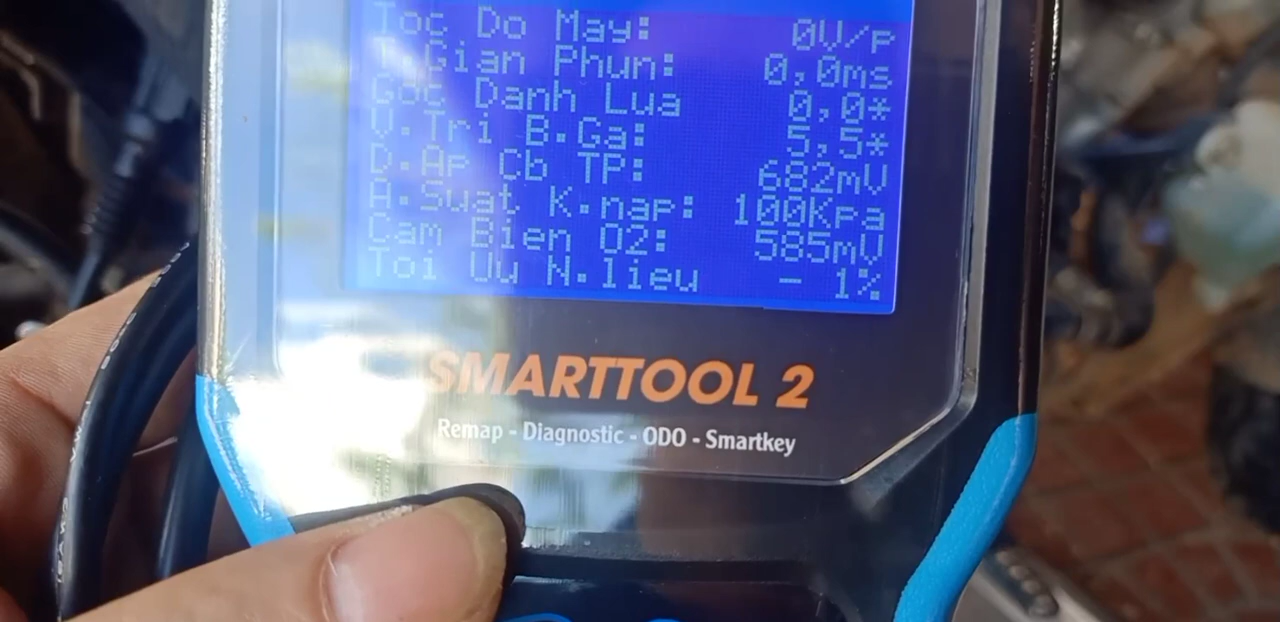 Toc Do May: 0V/p
T.Gian Phun: 0,0ms
Goc Danh Lua 0,0*
V.Tri B.Ga: 5,5*
D.Ap Cb TP: 682mV
A.Suat K.nap: 100Kpa
Cam Bien O2: 585mV
Toi Uu N.lieu - 1%
SMARTTOOL 2
Remap - Diagnostic - ODO - Smartkey